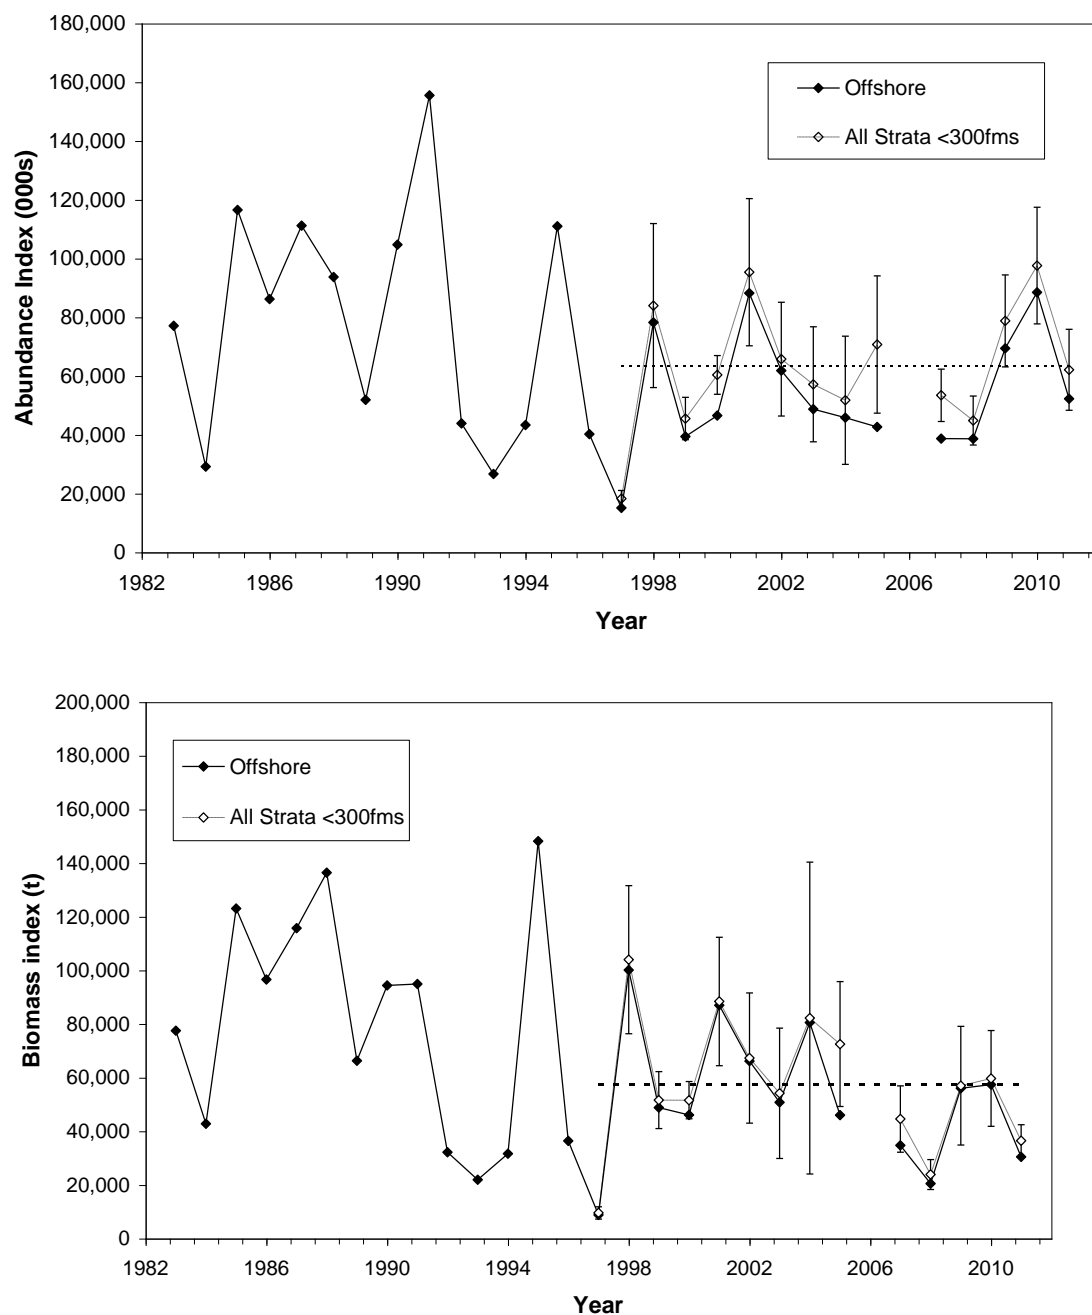 180,000
160,000
140,000
120,000
100,000
80,000
60,000
40,000
20,000
0
Abundance Index (000s)
Offshore
All Strata <300fms
1982 1986 1990 1994 1998 2002 2006 2010
Year
200,000
180,000
160,000
140,000
120,000
100,000
80,000
60,000
40,000
20,000
0
Biomass index (t)
Offshore
All Strata <300fms
1982 1986 1990 1994 1998 2002 2006 2010
Year